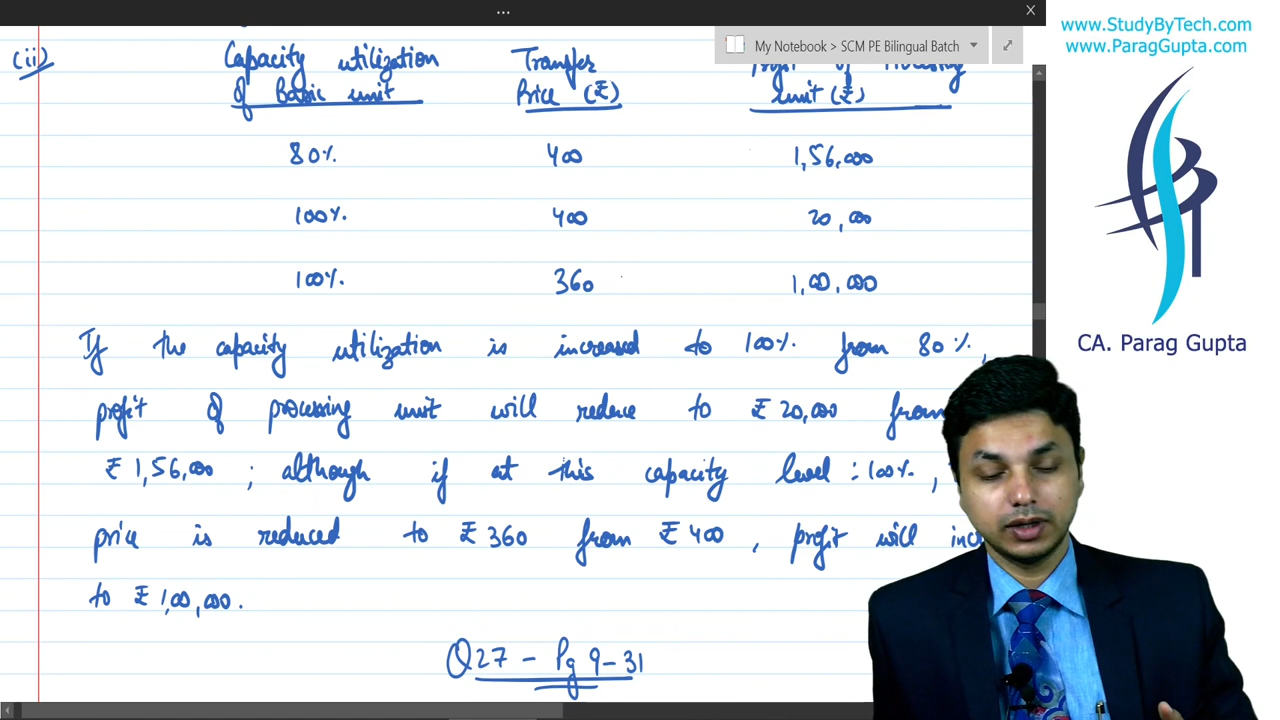 ...
www.StudyByTech.com
www.ParagGupta.com
My Notebook > SCM PE Bilingual Batch
(ii) Capacity utilization Transfer
of Basic unit Price (₹) unit (₹)
80% 400 1,56,000
100% 400 20,000
100% 360 1,00,000
CA. Parag Gupta
If the capacity utilization is increased to 100% from 80%,
profit of processing unit will reduce to ₹ 20,000 from
₹ 1,56,000 ; although if at this capacity level : 100%,
price is reduced to ₹ 360 from ₹ 400, profit will
to ₹ 1,00,000.
Q27 - Pg 9-31